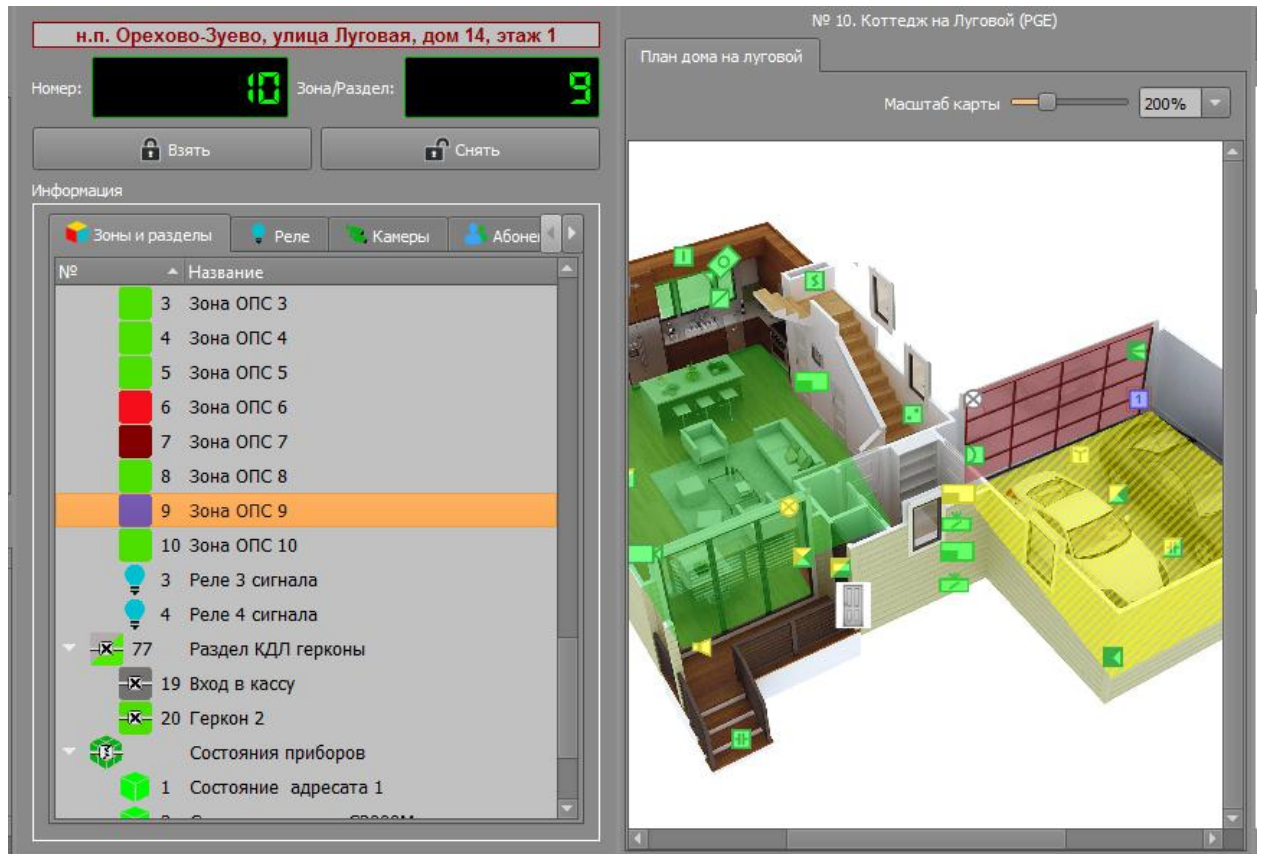 н.п. Орехово-Зуево, улица Луговая, дом 14, этаж 1
Номер: 10 Зона/Раздел: 9
Взять Снять
Информация
Зоны и разделы Реле Камеры Абонен
№ Название
3 Зона ОПС 3
4 Зона ОПС 4
5 Зона ОПС 5
6 Зона ОПС 6
7 Зона ОПС 7
8 Зона ОПС 8
9 Зона ОПС 9
10 Зона ОПС 10
3 Реле 3 сигнала
4 Реле 4 сигнала
77 Раздел КДЛ герконы
19 Вход в кассу
20 Геркон 2
Состояния приборов
1 Состояние адресата 1
№ 10. Коттедж на Луговой (PGE)
План дома на луговой
Масштаб карты 200%
1